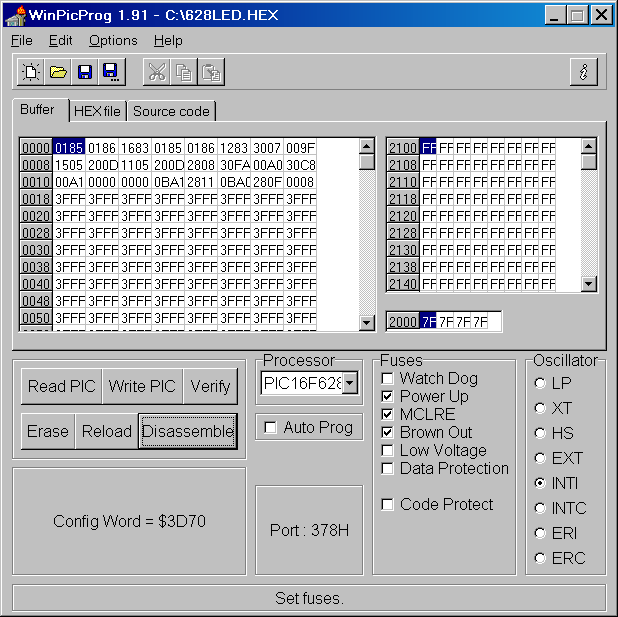 WinPicProg 1.91 - C:\628LED.HEX
File Edit Options Help
Buffer HEX file Source code
0000 0185 0186 1683 0185 0186 1283 3007 009F
0008 1505 200D 1105 200D 2808 30FA 00A0 30C8
0010 00A1 0000 0000 0BA1 2811 0BA0 280F 0008
0018 3FFF 3FFF 3FFF 3FFF 3FFF 3FFF 3FFF 3FFF
0020 3FFF 3FFF 3FFF 3FFF 3FFF 3FFF 3FFF 3FFF
0028 3FFF 3FFF 3FFF 3FFF 3FFF 3FFF 3FFF 3FFF
0030 3FFF 3FFF 3FFF 3FFF 3FFF 3FFF 3FFF 3FFF
0038 3FFF 3FFF 3FFF 3FFF 3FFF 3FFF 3FFF 3FFF
0040 3FFF 3FFF 3FFF 3FFF 3FFF 3FFF 3FFF 3FFF
0048 3FFF 3FFF 3FFF 3FFF 3FFF 3FFF 3FFF 3FFF
0050 3FFF 3FFF 3FFF 3FFF 3FFF 3FFF 3FFF 3FFF
2100 FF FF FF FF FF FF FF FF
2108 FF FF FF FF FF FF FF FF
2110 FF FF FF FF FF FF FF FF
2118 FF FF FF FF FF FF FF FF
2120 FF FF FF FF FF FF FF FF
2128 FF FF FF FF FF FF FF FF
2130 FF FF FF FF FF FF FF FF
2138 FF FF FF FF FF FF FF FF
2140 FF FF FF FF FF FF FF FF
2000 7F 7F 7F 7F
Read PIC Write PIC Verify
Erase Reload Disassemble
Config Word = $3D70
Processor
PIC16F628
Auto Prog
Port : 378H
Fuses
Watch Dog
Power Up
MCLRE
Brown Out
Low Voltage
Data Protection
Code Protect
Oscillator
LP
XT
HS
EXT
INTI
INTC
ERI
ERC
Set fuses.